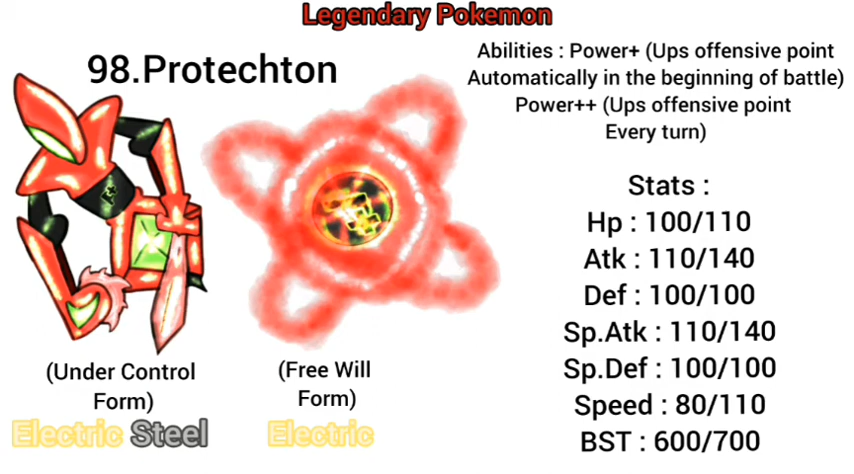 Legendary Pokemon
98.Protechton
Abilities : Power+ (Ups offensive point
Automatically in the beginning of battle)
Power++ (Ups offensive point
Every turn)
Stats :
Hp : 100/110
Atk : 110/140
Def : 100/100
Sp.Atk : 110/140
Sp.Def : 100/100
Speed : 80/110
BST : 600/700
(Under Control
Form)
Electric Steel
(Free Will
Form)
Electric